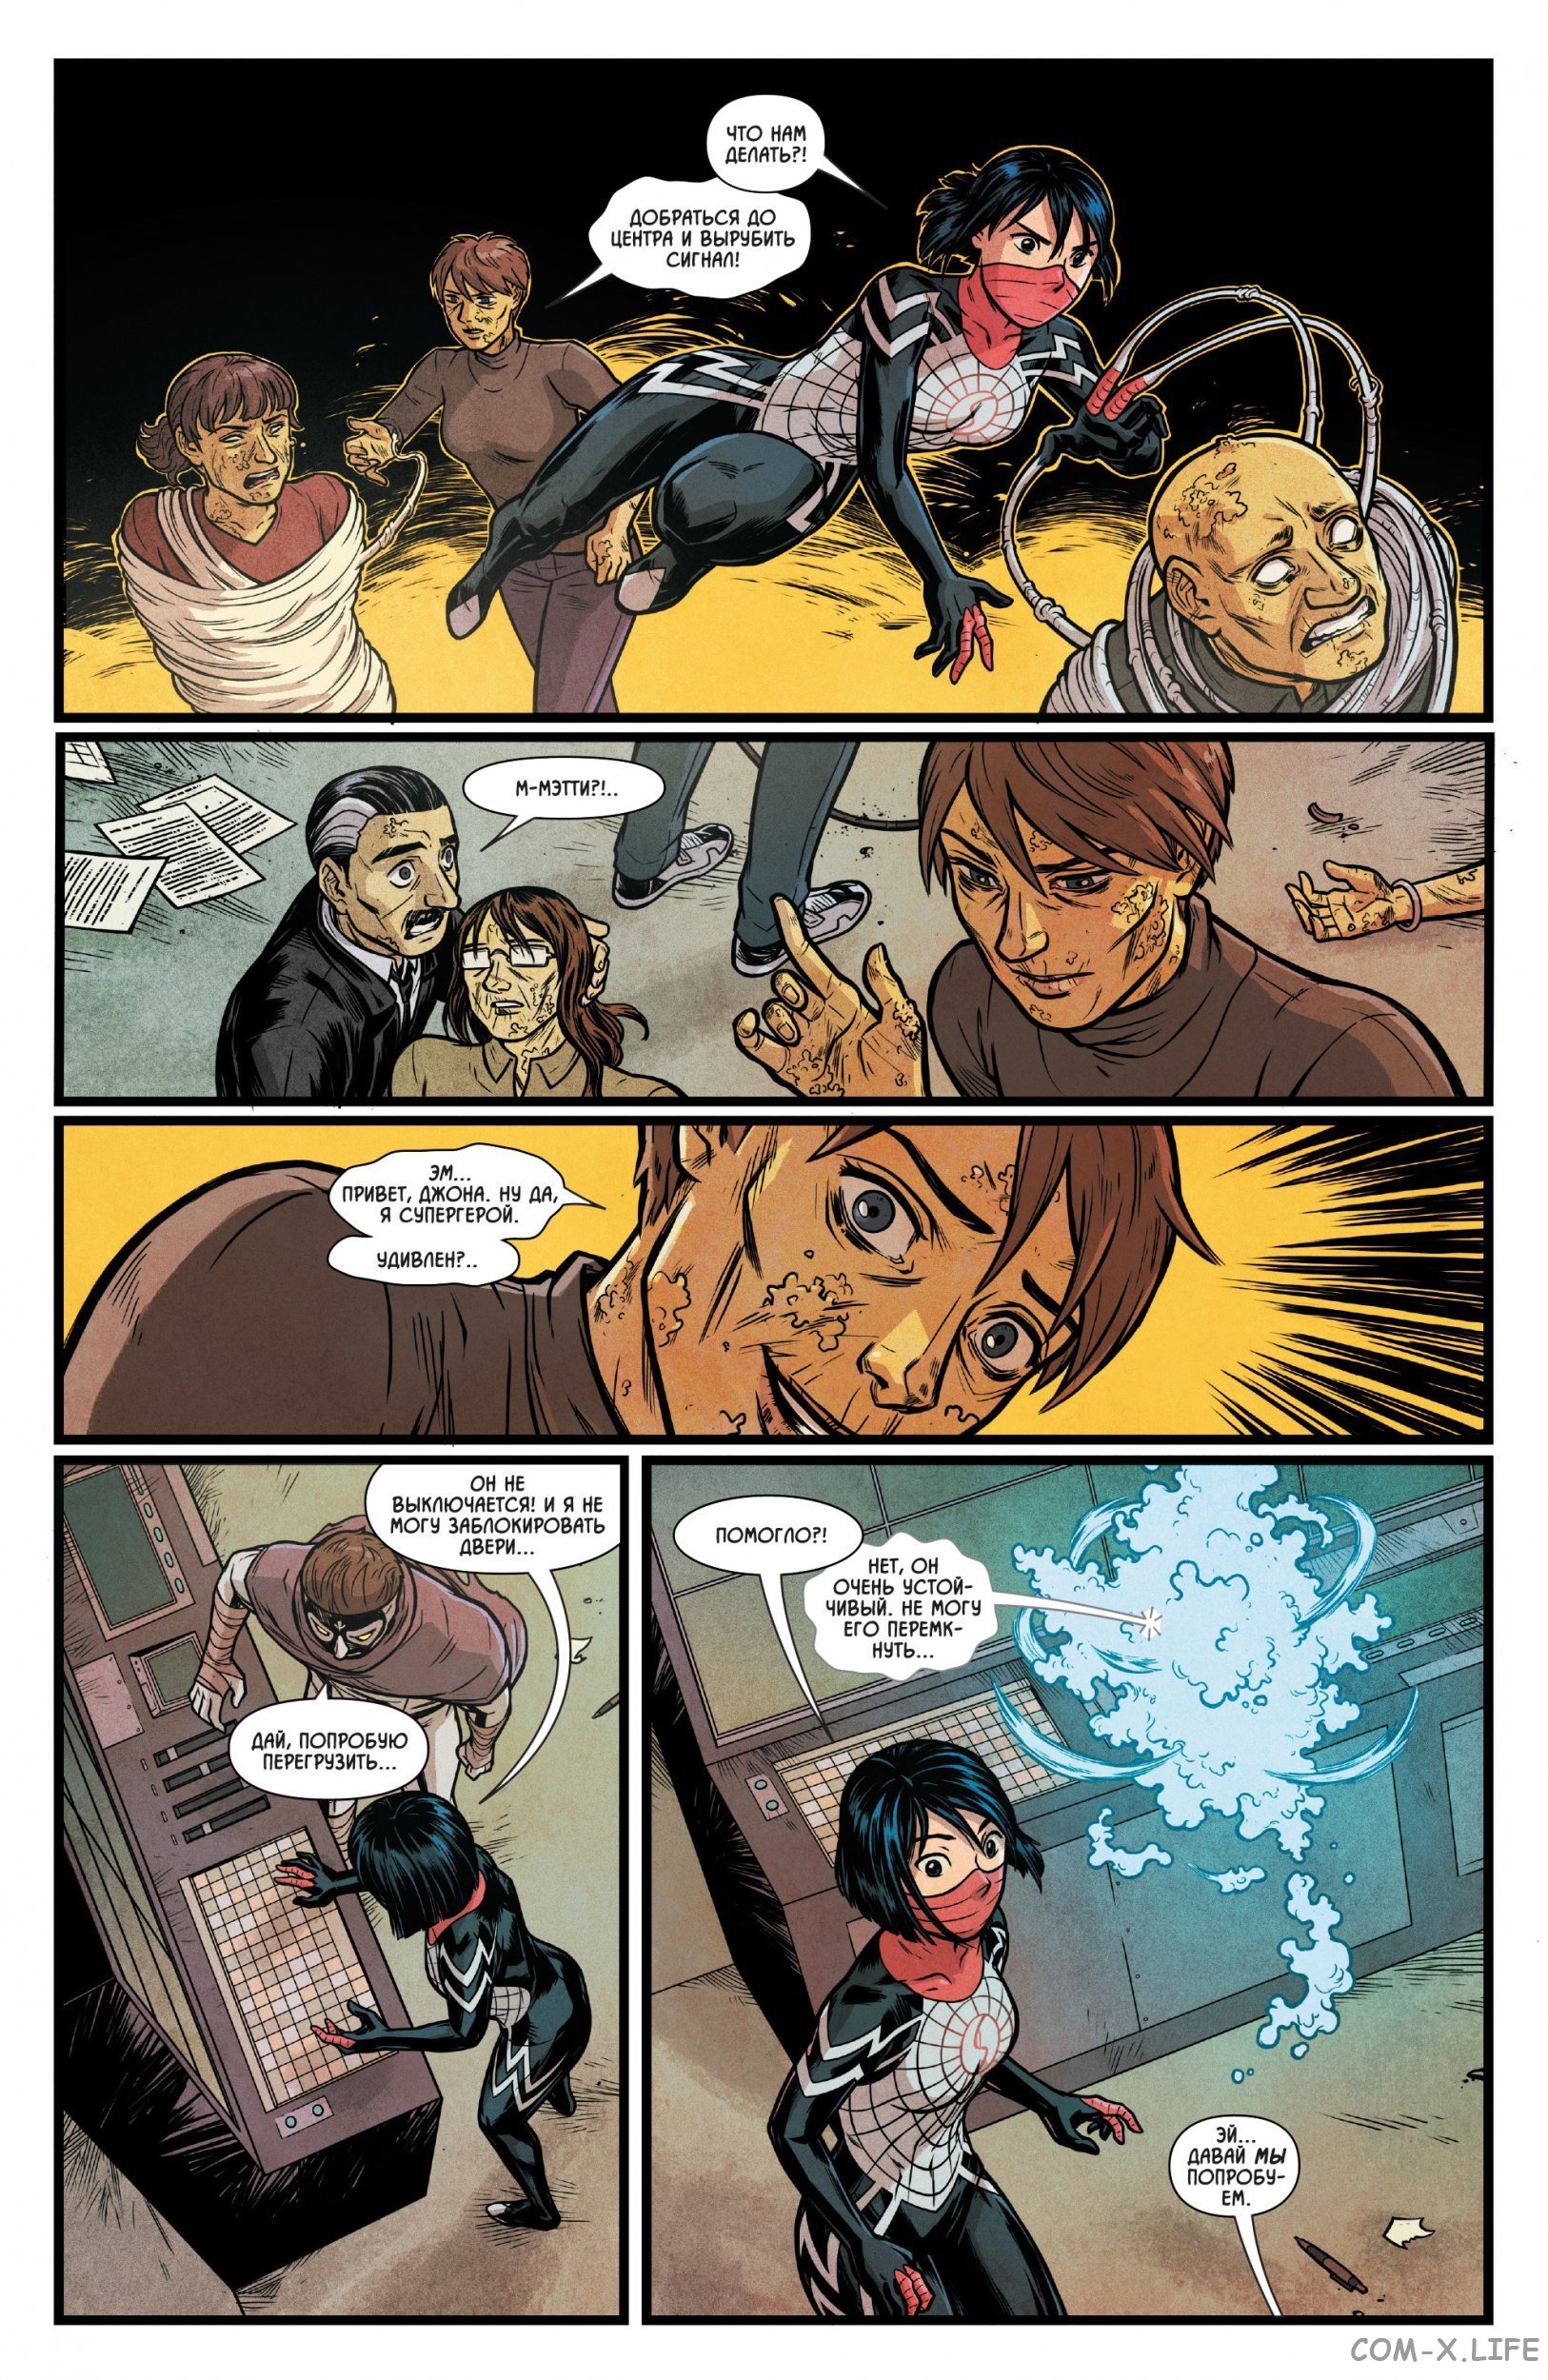 ЧТО НАМ
ДЕЛАТЬ?!
ДОБРАТЬСЯ ДО
ЦЕНТРА И ВЫРУБИТЬ
СИГНАЛ!
М-МЭТТИ?!..
ЭМ...
ПРИВЕТ, ДЖОНА. НУ ДА,
Я СУПЕРГЕРОЙ.
УДИВЛЕН?..
ОН НЕ
ВЫКЛЮЧАЕТСЯ! И Я НЕ
МОГУ ЗАБЛОКИРОВАТЬ
ДВЕРИ...
ДАЙ, ПОПРОБУЮ
ПЕРЕГРУЗИТЬ...
ПОМОГЛО?!
НЕТ, ОН
ОЧЕНЬ УСТОЙ-
ЧИВЫЙ. НЕ МОГУ
ЕГО ПЕРЕМК-
НУТЬ...
ЭЙ...
ДАВАЙ МЫ
ПОПРОБУ-
ЕМ.
COM-X.LIFE